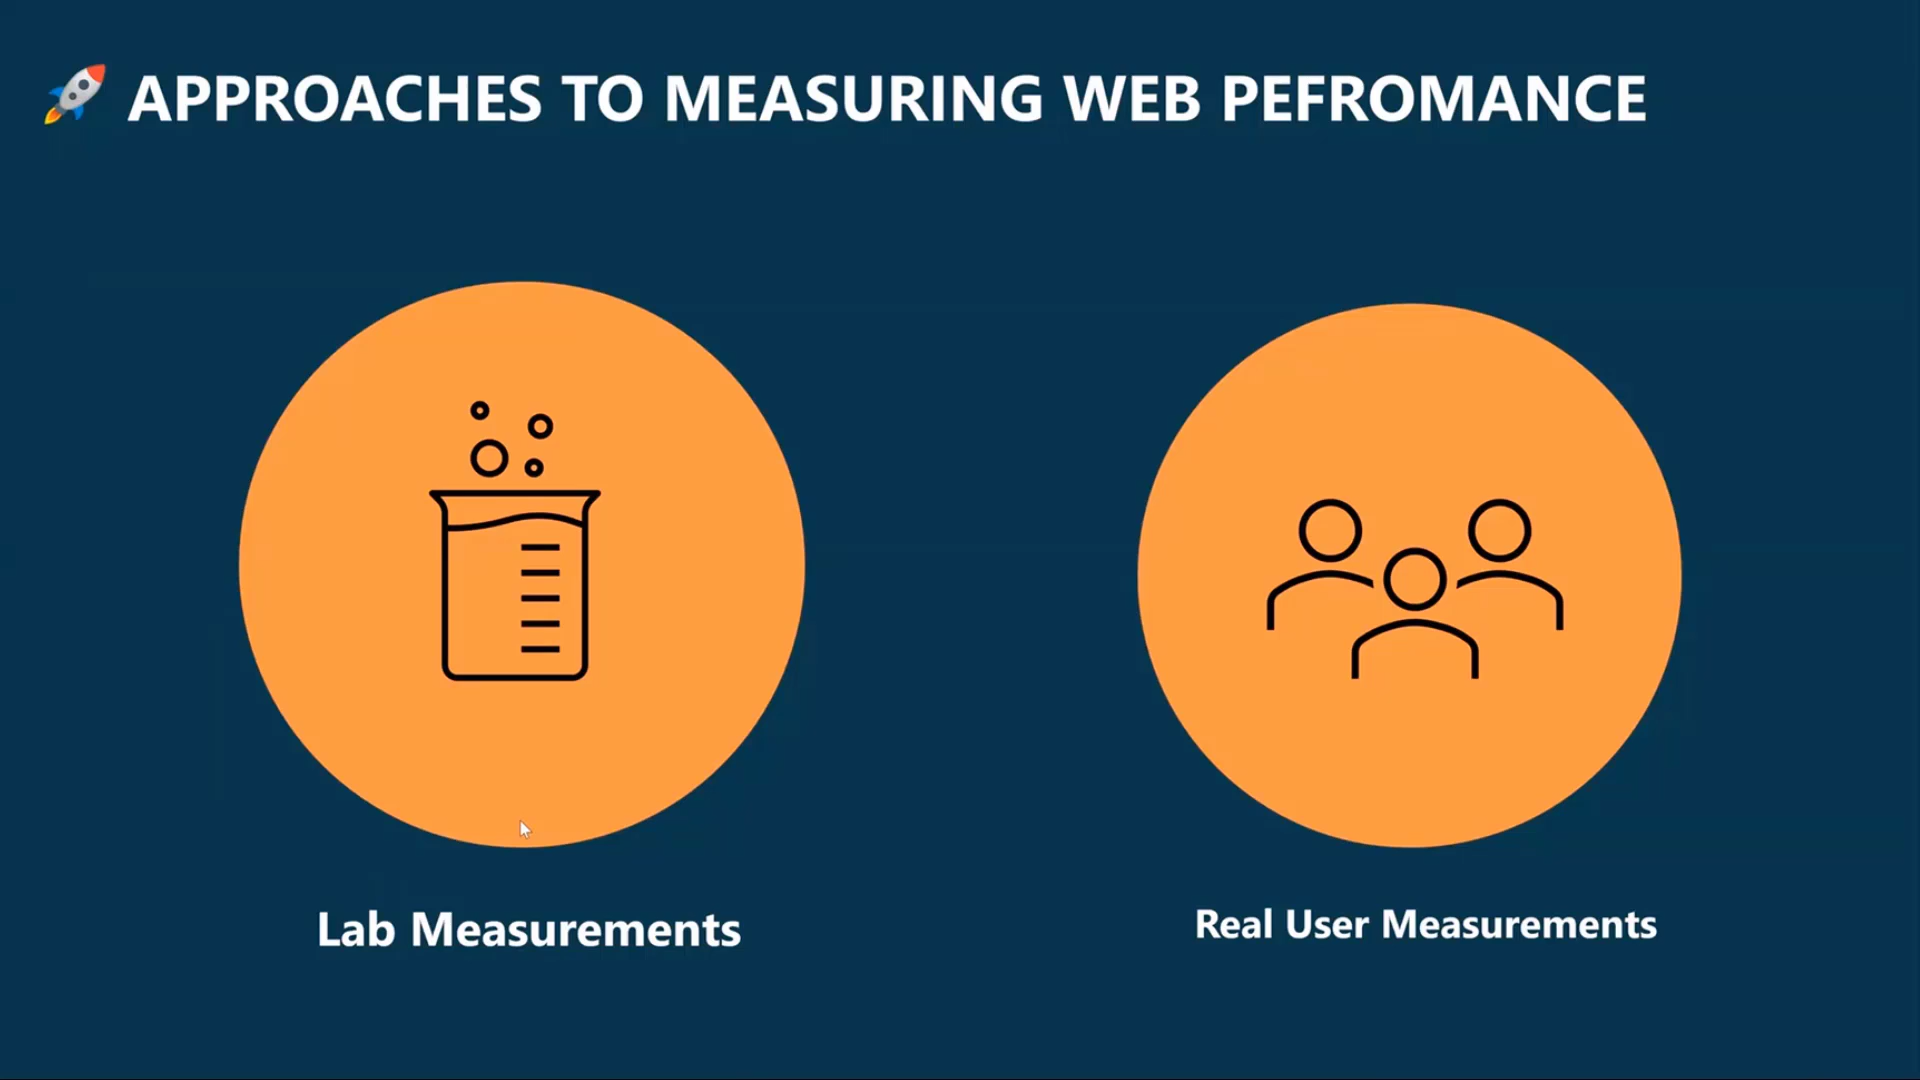 APPROACHES TO MEASURING WEB PEFROMANCE
Lab Measurements
Real User Measurements